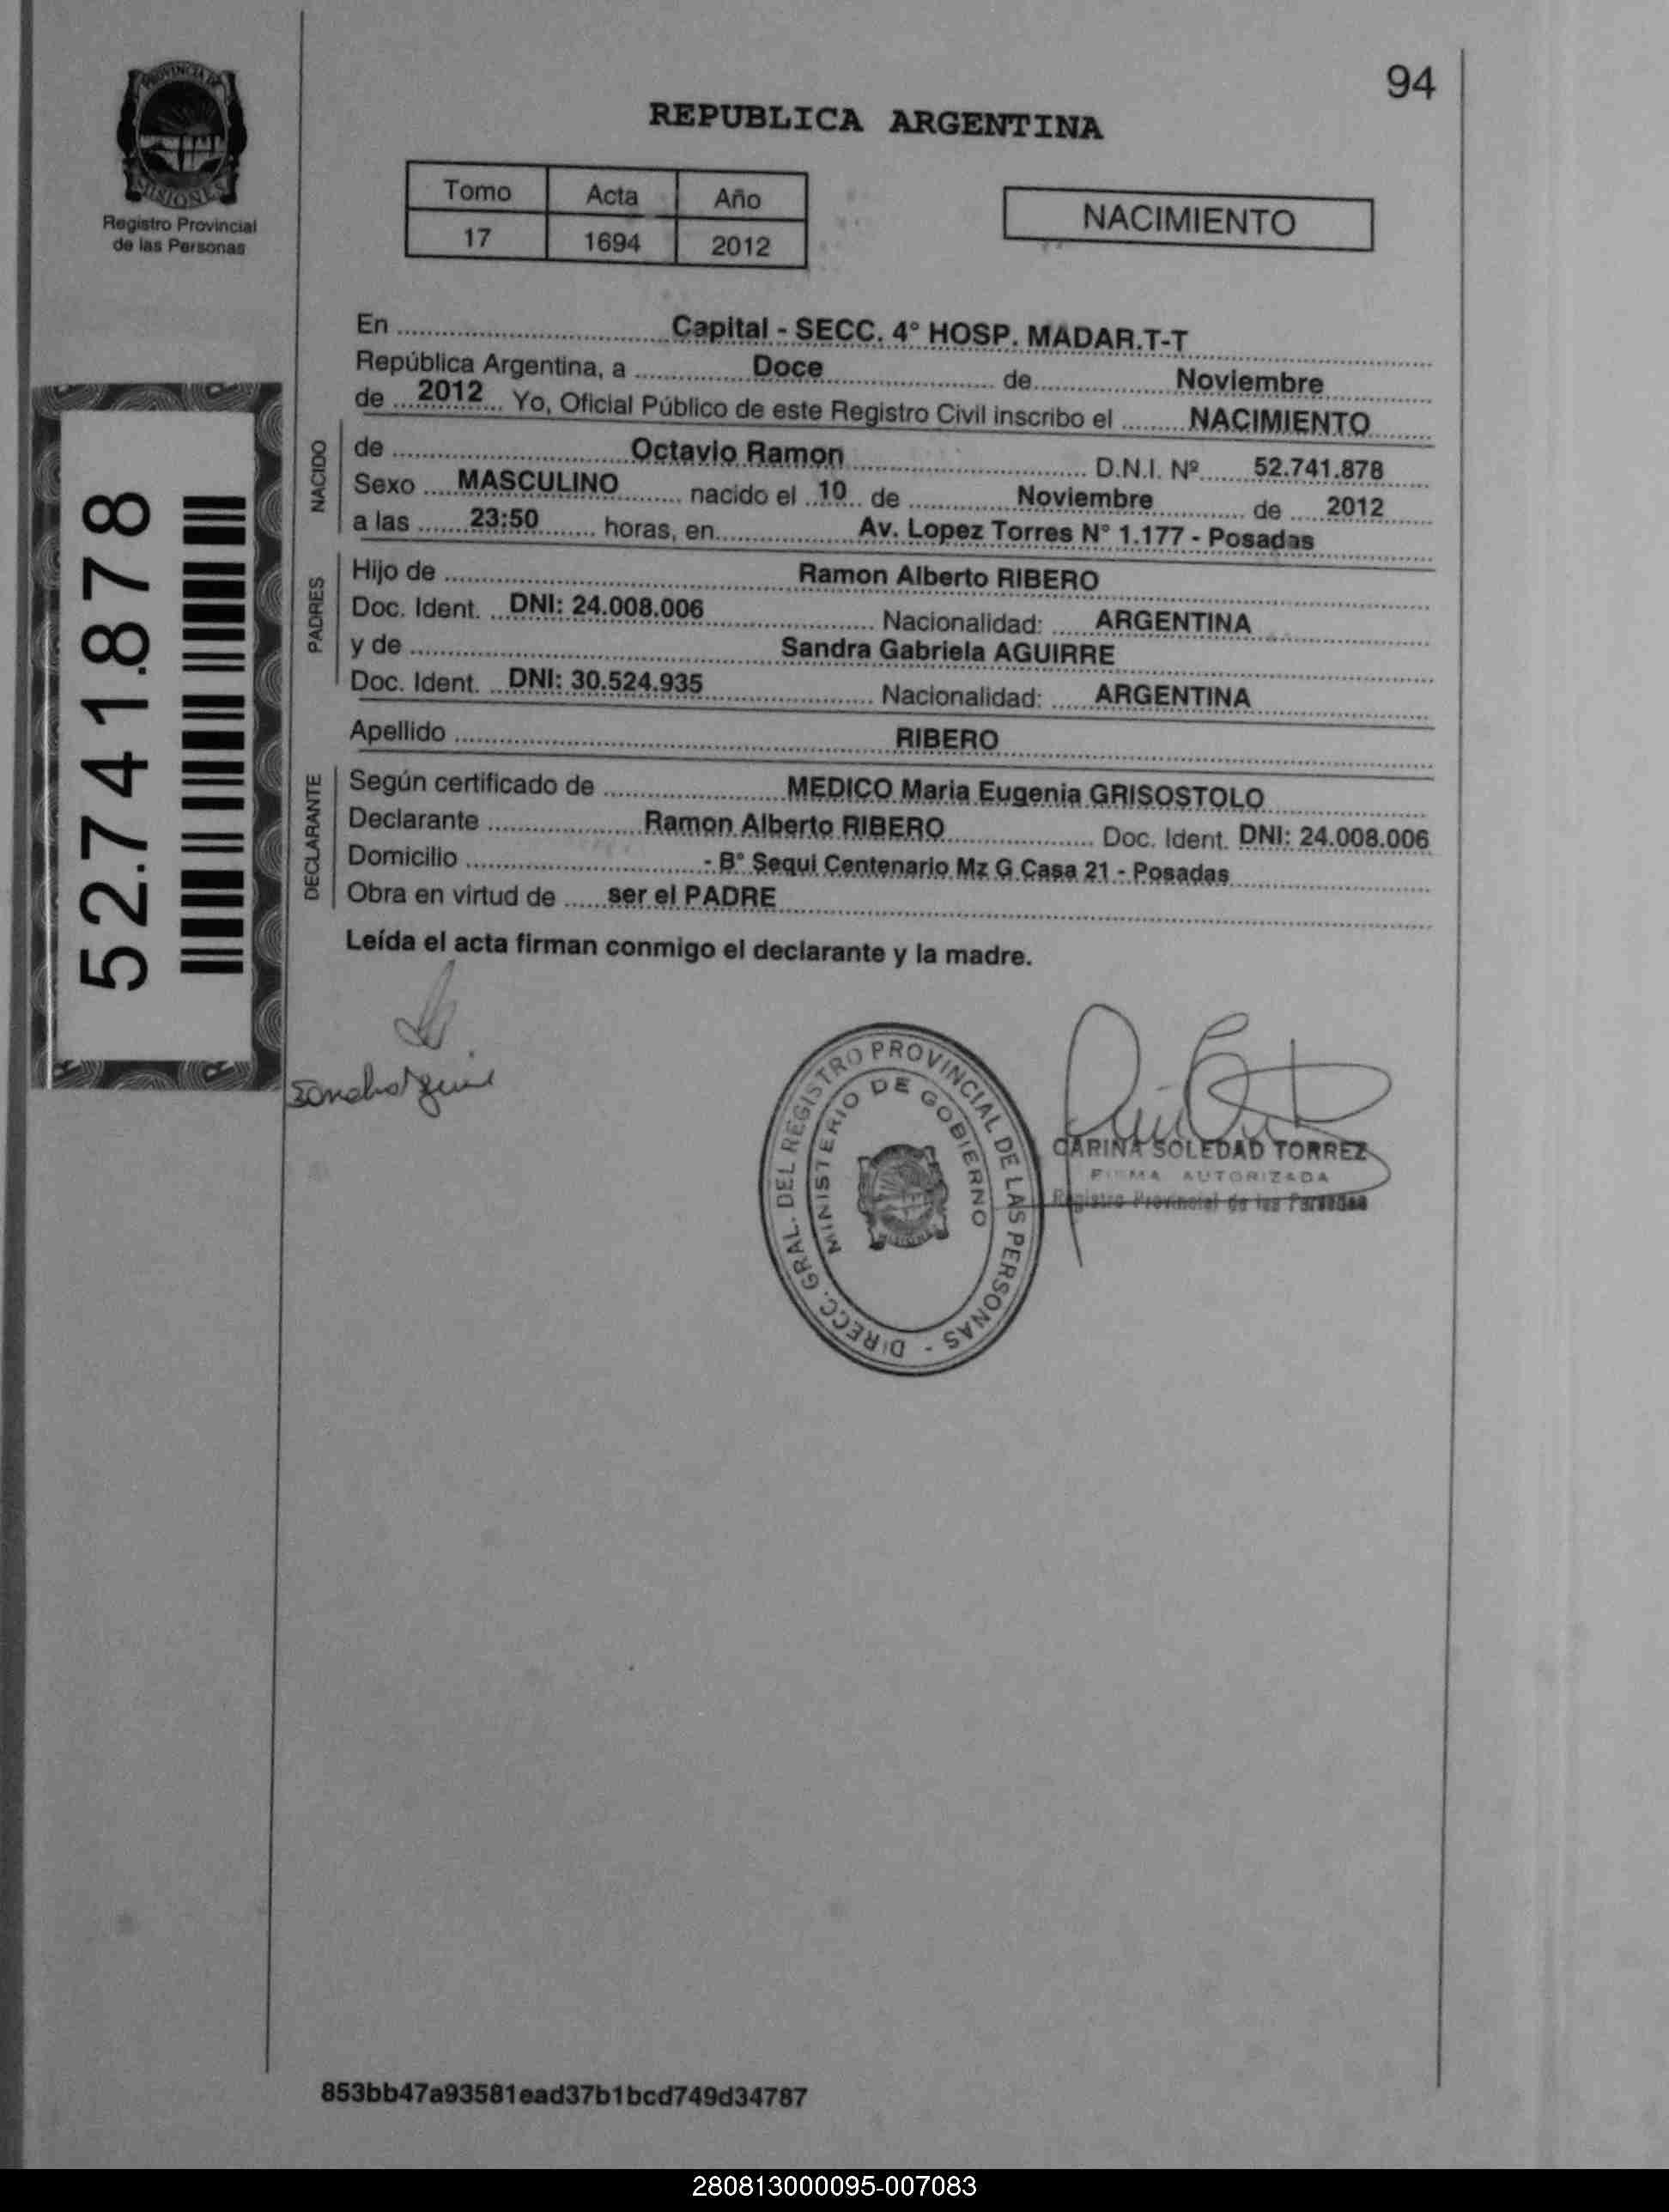 94
PROVINCIA DE
MISIONES
Registro Provincial
de las Personas
REPUBLICA ARGENTINA
Tomo Acta Año
17 1694 2012
NACIMIENTO
En Capital - SECC. 4° HOSP. MADAR.T-T
República Argentina, a Doce de Noviembre
de 2012 Yo, Oficial Público de este Registro Civil inscribo el NACIMIENTO
NACIDO
de Octavio Ramon D.N.I. Nº 52.741.878
Sexo MASCULINO nacido el 10 de Noviembre de 2012
a las 23:50 horas, en Av. Lopez Torres N° 1.177 - Posadas
PADRES
Hijo de Ramon Alberto RIBERO
Doc. Ident. DNI: 24.008.006 Nacionalidad: ARGENTINA
y de Sandra Gabriela AGUIRRE
Doc. Ident. DNI: 30.524.935 Nacionalidad: ARGENTINA
Apellido RIBERO
DECLARANTE
Según certificado de MEDICO Maria Eugenia GRISOSTOLO
Declarante Ramon Alberto RIBERO Doc. Ident. DNI: 24.008.006
Domicilio - B° Sequi Centenario Mz G Casa 21 - Posadas
Obra en virtud de ser el PADRE
Leída el acta firman conmigo el declarante y la madre.
52.741.878
DIRECC. GRAL. DEL REGISTRO PROVINCIAL DE LAS PERSONAS -
MINISTERIO DE GOBIERNO
MISIONES
CARINA SOLEDAD TORREZ
FIRMA AUTORIZADA
Registro Provincial de las Personas
853bb47a93581ead37b1bcd749d34787
280813000095-007083